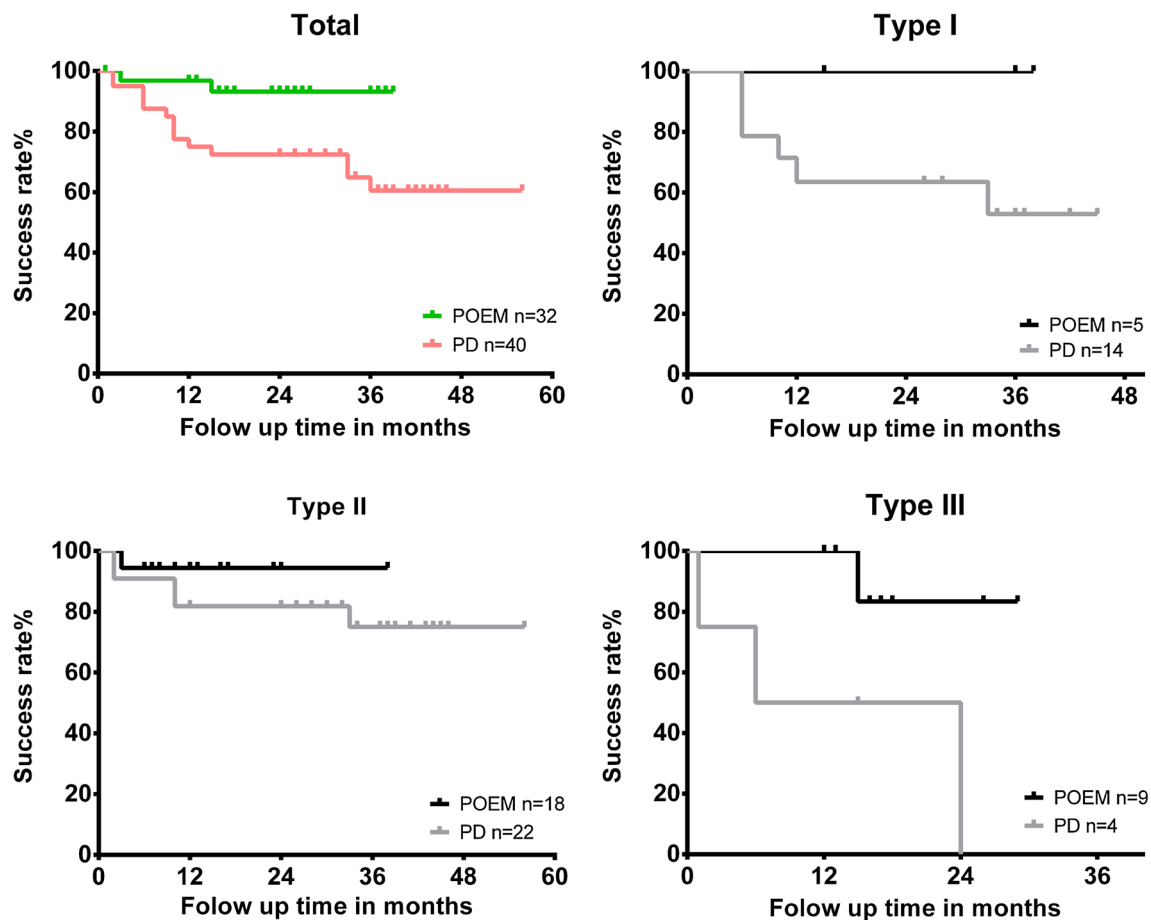 Total
100
80
60
40
20
0
Success rate%
POEM n=32
PD n=40
0 12 24 36 48 60
Folow up time in months
Type I
100
80
60
40
20
0
Success rate%
POEM n=5
PD n=14
0 12 24 36 48
Folow up time in months
Type II
100
80
60
40
20
0
Success rate%
POEM n=18
PD n=22
0 12 24 36 48 60
Folow up time in months
Type III
100
80
60
40
20
0
Success rate%
POEM n=9
PD n=4
12 24 36
Folow up time in months